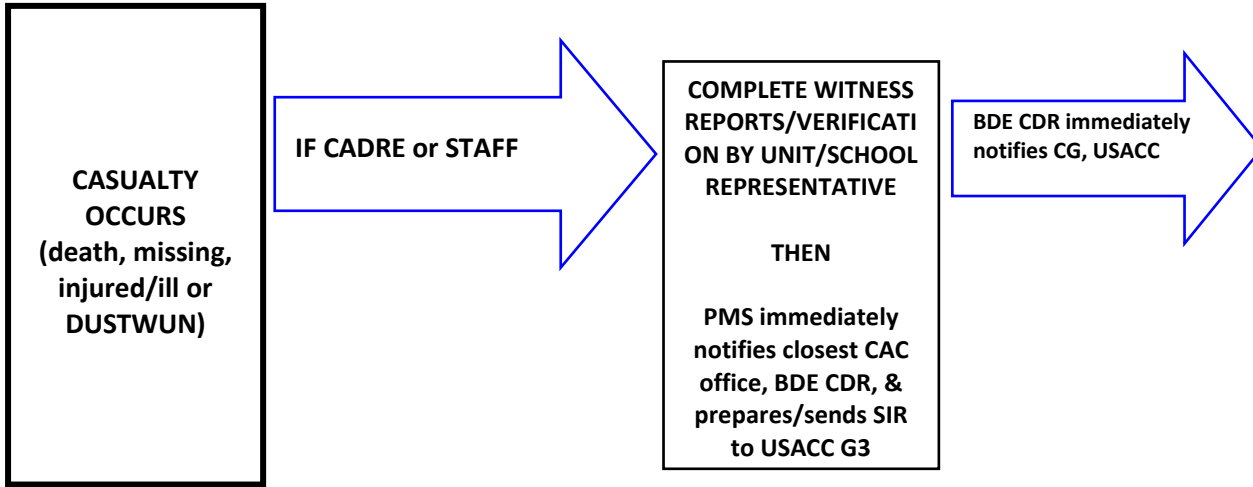 CASUALTY
OCCURS
(death, missing,
injured/ill or
DUSTWUN)
IF CADRE or STAFF
COMPLETE WITNESS
REPORTS/VERIFICATI
ON BY UNIT/SCHOOL
REPRESENTATIVE
THEN
PMS immediately
notifies closest CAC
office, BDE CDR, &
prepares/sends SIR
to USACC G3
BDE CDR immediately
notifies CG, USACC